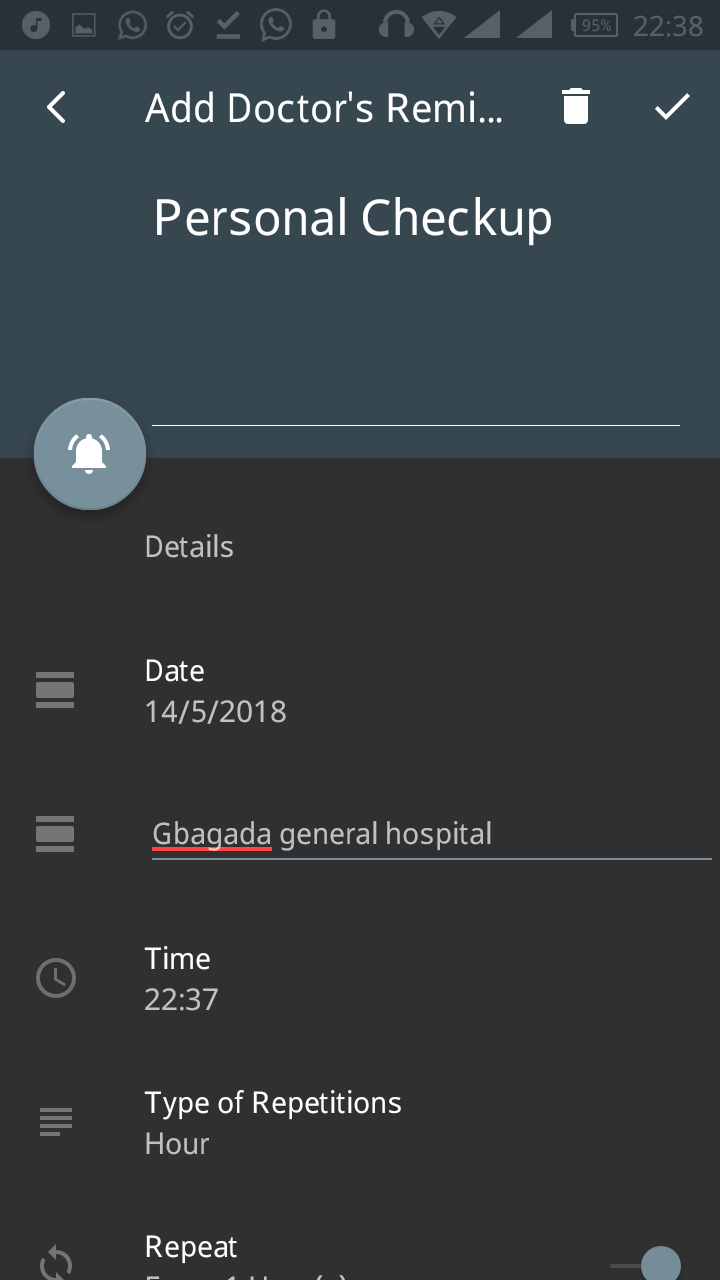 95% 22:38
Add Doctor's Remi...
Personal Checkup
Details
Date
14/5/2018
Gbagada general hospital
Time
22:37
Type of Repetitions
Hour
Repeat